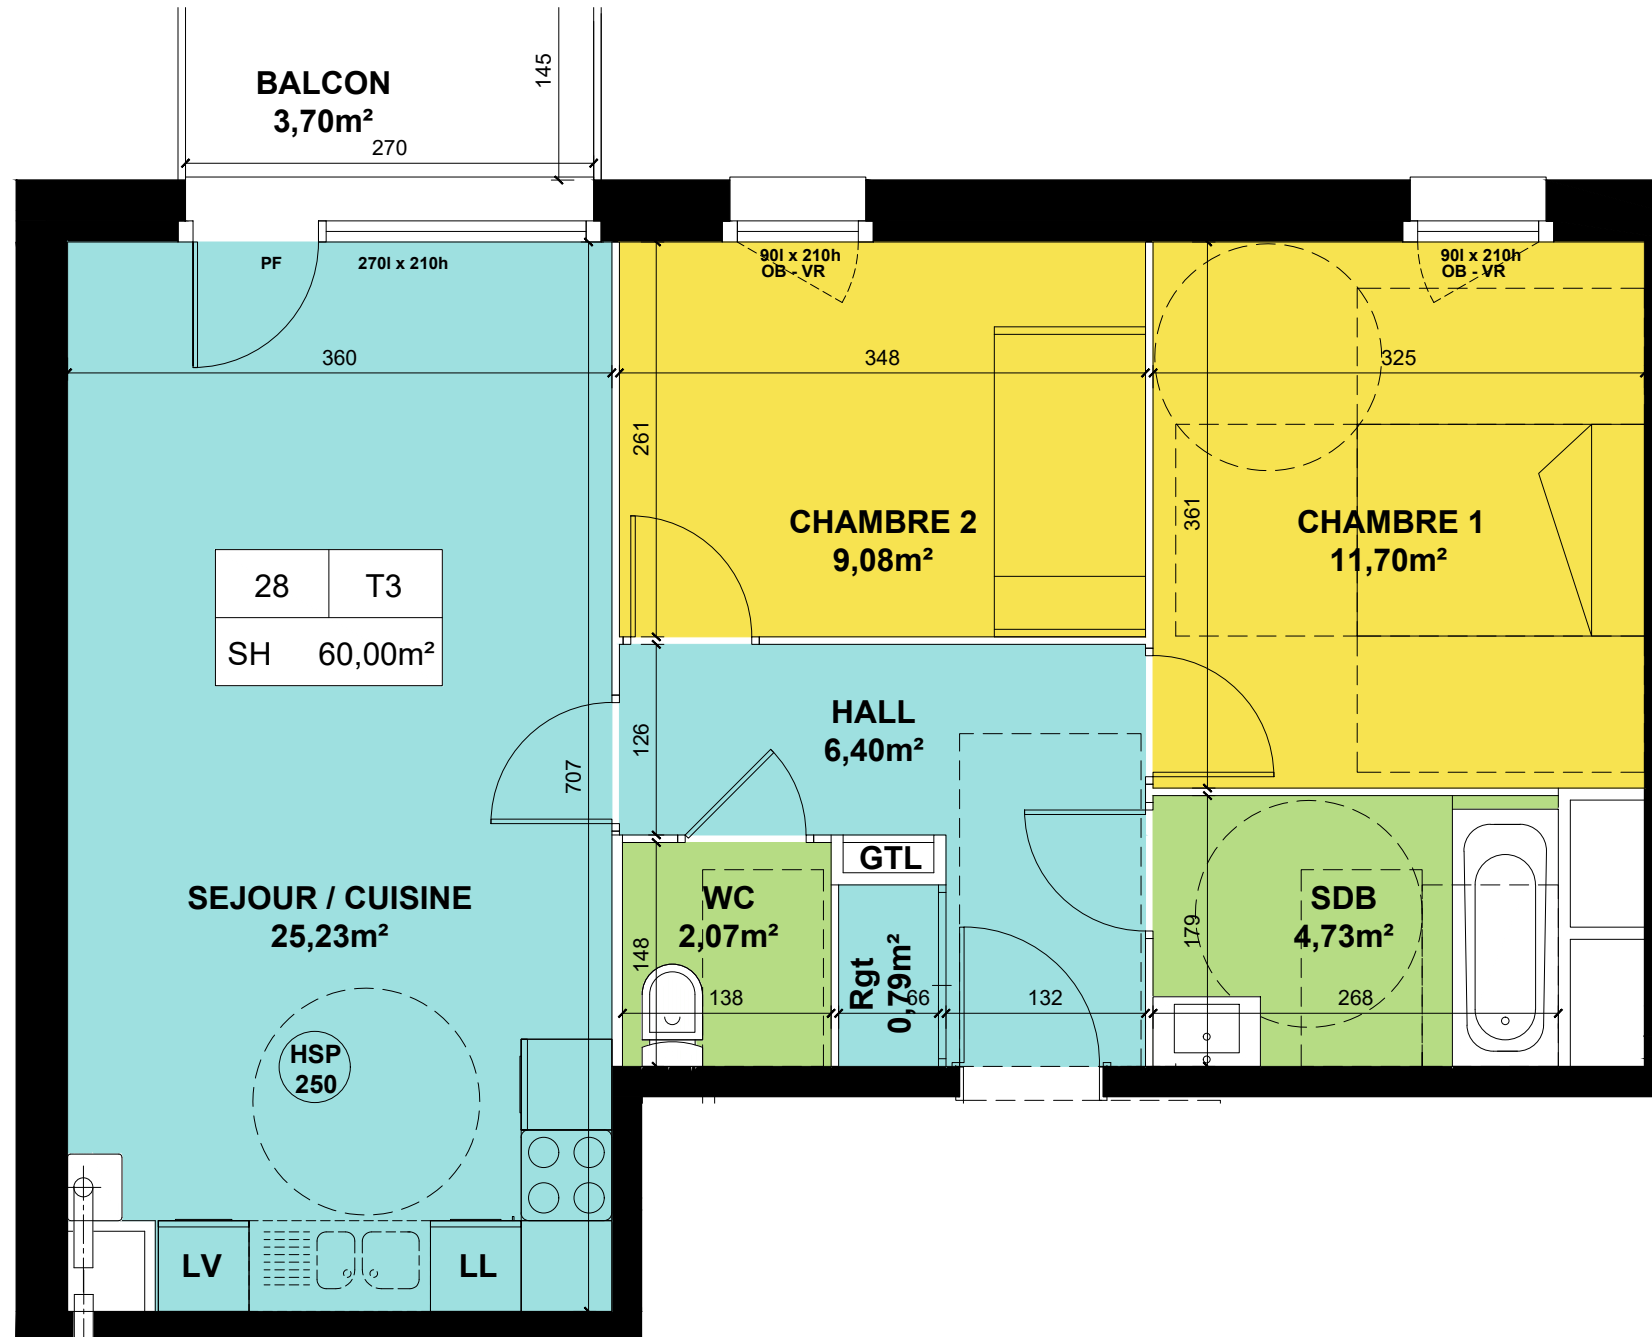 BALCON
3,70m²
145
270
PF
270l x 210h
90l x 210h
OB - VR
90l x 210h
OB - VR
360
348
325
261
361
CHAMBRE 2
9,08m²
CHAMBRE 1
11,70m²
28
T3
SH
60,00m²
HALL
6,40m²
126
707
GTL
SEJOUR / CUISINE
25,23m²
WC
2,07m²
148
138
Rgt
0,79m²
66
132
SDB
4,73m²
179
268
HSP
250
LV
LL